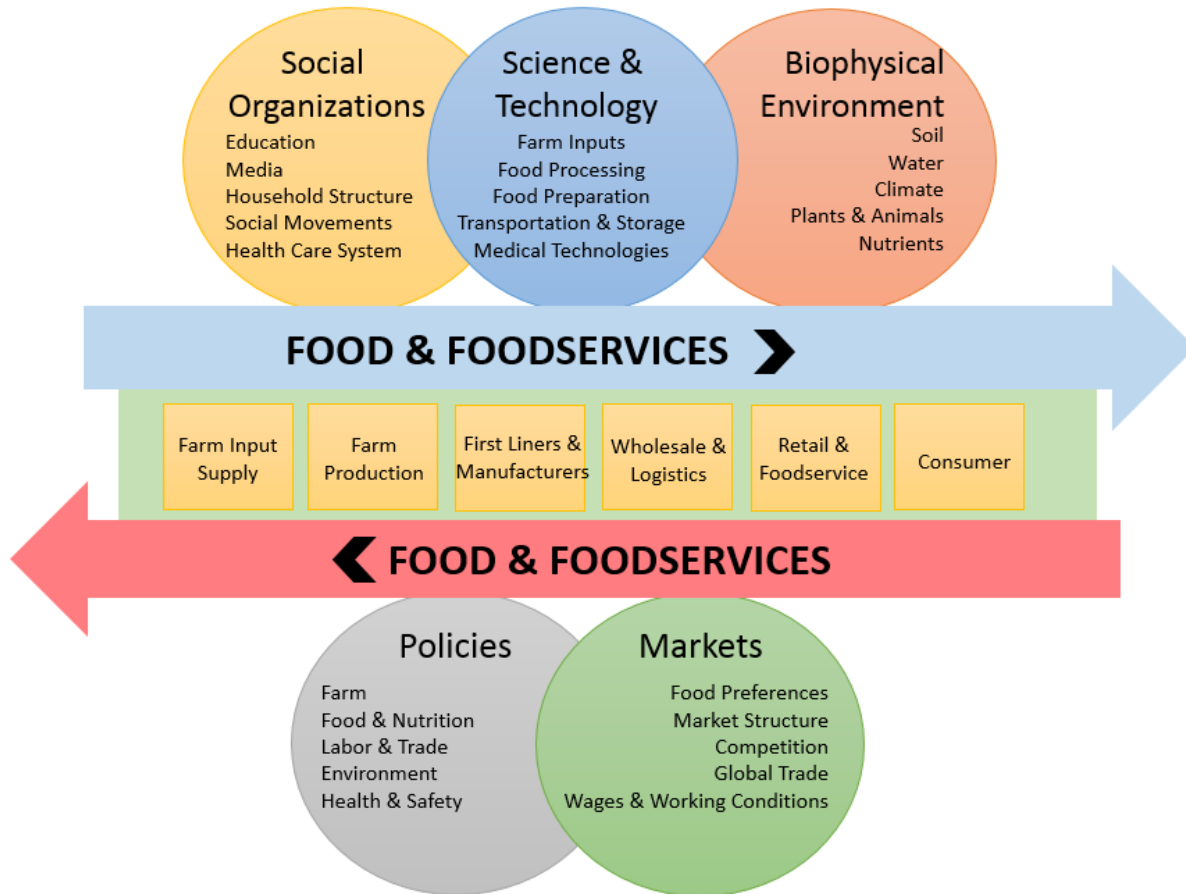 Social
Organizations
Education
Media
Household Structure
Social Movements
Health Care System
Science &
Technology
Farm Inputs
Food Processing
Food Preparation
Transportation & Storage
Medical Technologies
Biophysical
Environment
Soil
Water
Climate
Plants & Animals
Nutrients
FOOD & FOODSERVICES
Farm Input
Supply
Farm
Production
First Liners &
Manufacturers
Wholesale &
Logistics
Retail &
Foodservice
Consumer
FOOD & FOODSERVICES
Policies
Farm
Food & Nutrition
Labor & Trade
Environment
Health & Safety
Markets
Food Preferences
Market Structure
Competition
Global Trade
Wages & Working Conditions